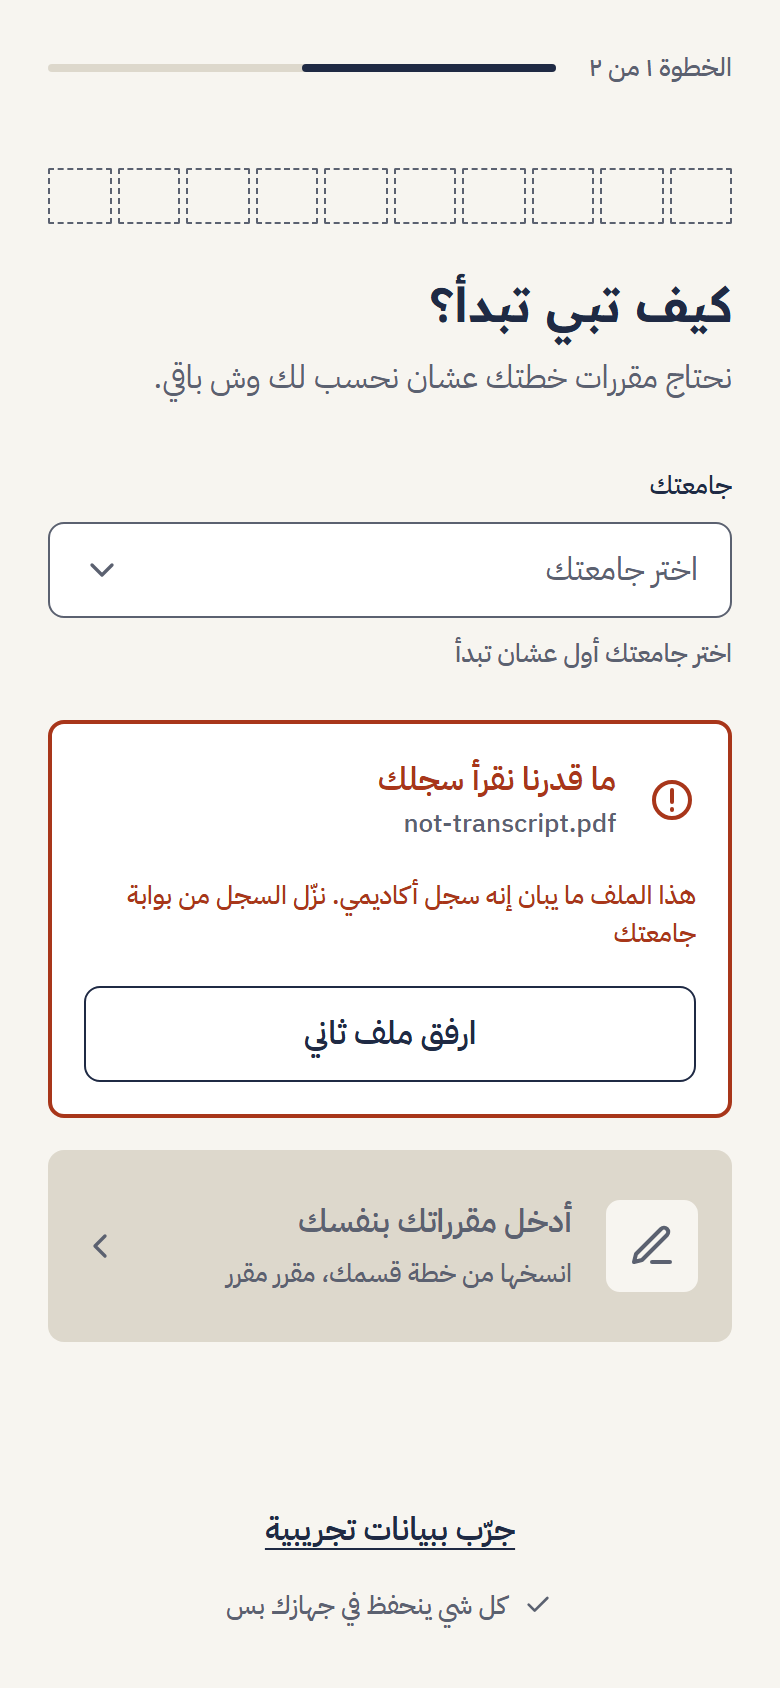 الخطوة ١ من ٢
كيف تبي تبدأ؟
نحتاج مقررات خطتك عشان نحسب لك وش باقي.
جامعتك
اختر جامعتك
اختر جامعتك أول عشان تبدأ
ما قدرنا نقرأ سجلك
not-transcript.pdf
هذا الملف ما يبان إنه سجل أكاديمي. نزّل السجل من بوابة
جامعتك
ارفق ملف ثاني
أدخل مقرراتك بنفسك
انسخها من خطة قسمك، مقرر مقرر
جرّب ببيانات تجريبية
كل شي ينحفظ في جهازك بس